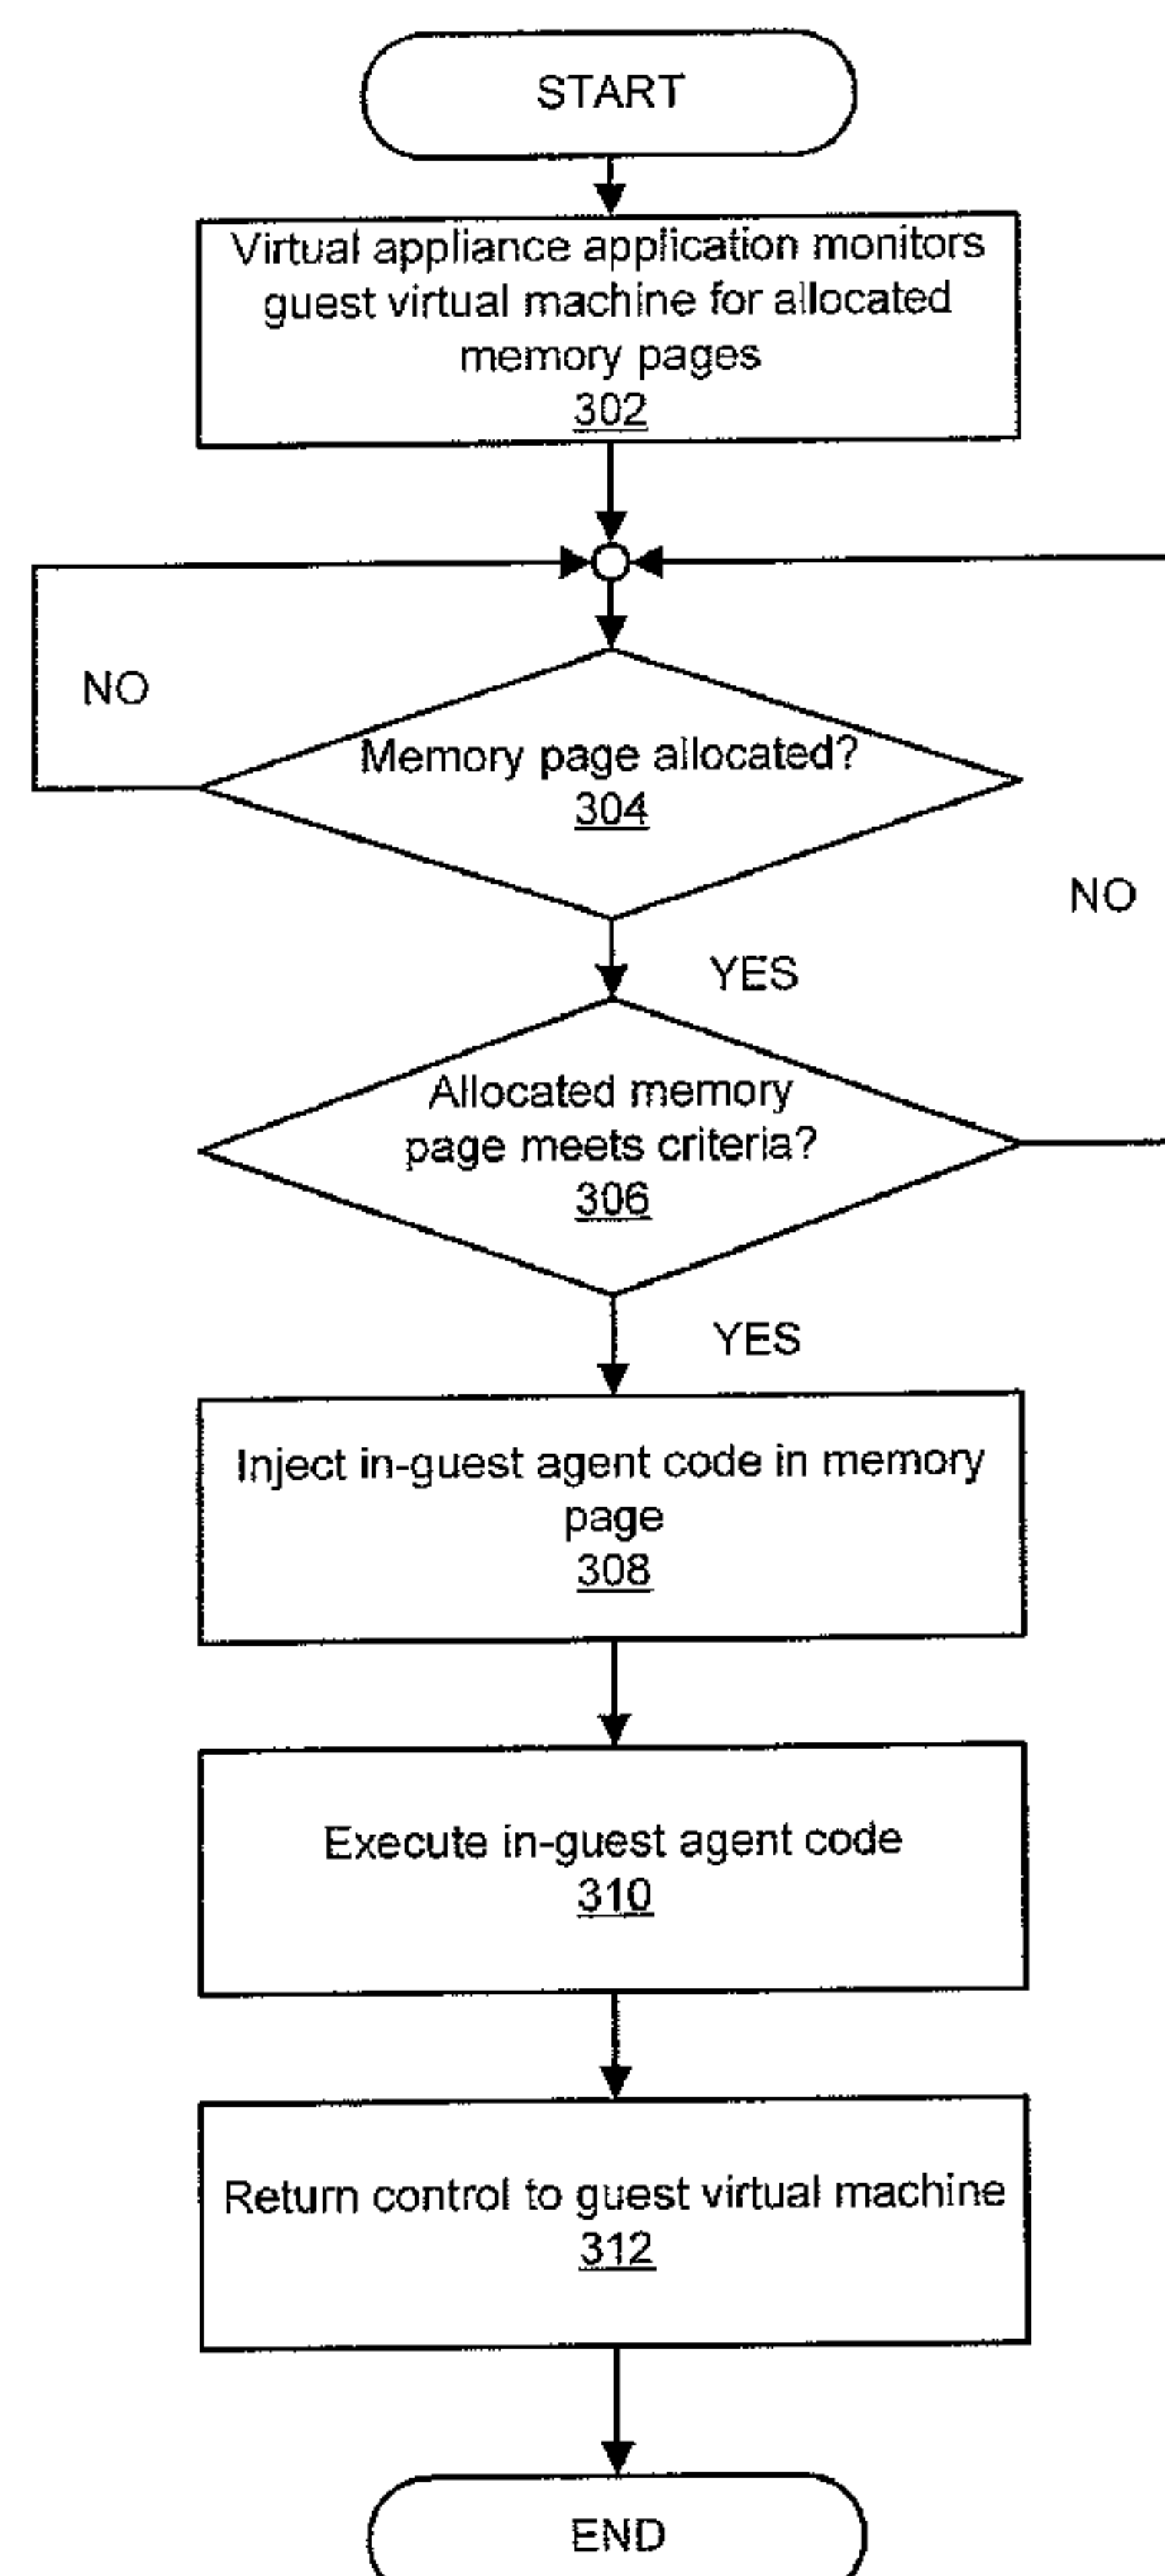 START
Virtual appliance application monitors
guest virtual machine for allocated
memory pages
302
NO
Memory page allocated?
304
NO
YES
Allocated memory
page meets criteria?
306
YES
Inject in-guest agent code in memory
page
308
Execute in-guest agent code
310
Return control to guest virtual machine
312
END